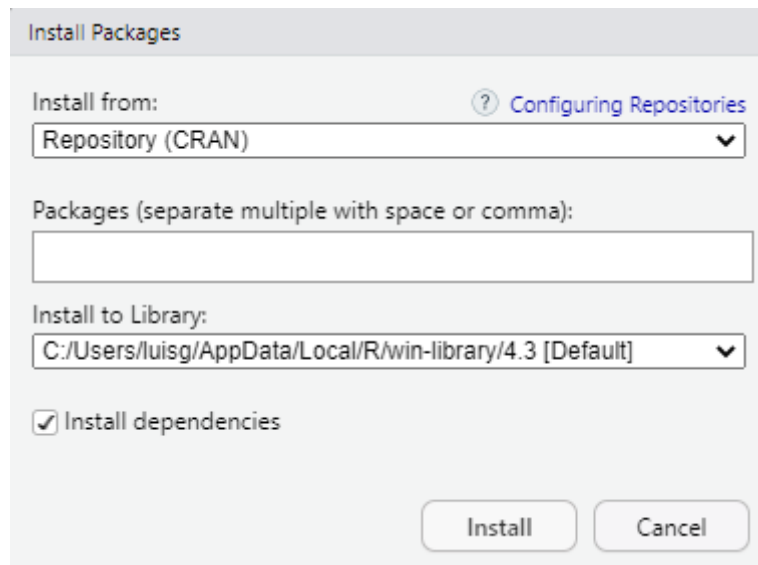 Install Packages
Install from:
? Configuring Repositories
Repository (CRAN)
Packages (separate multiple with space or comma):
Install to Library:
C:/Users/luisg/AppData/Local/R/win-library/4.3 [Default]
Install dependencies
Install Cancel